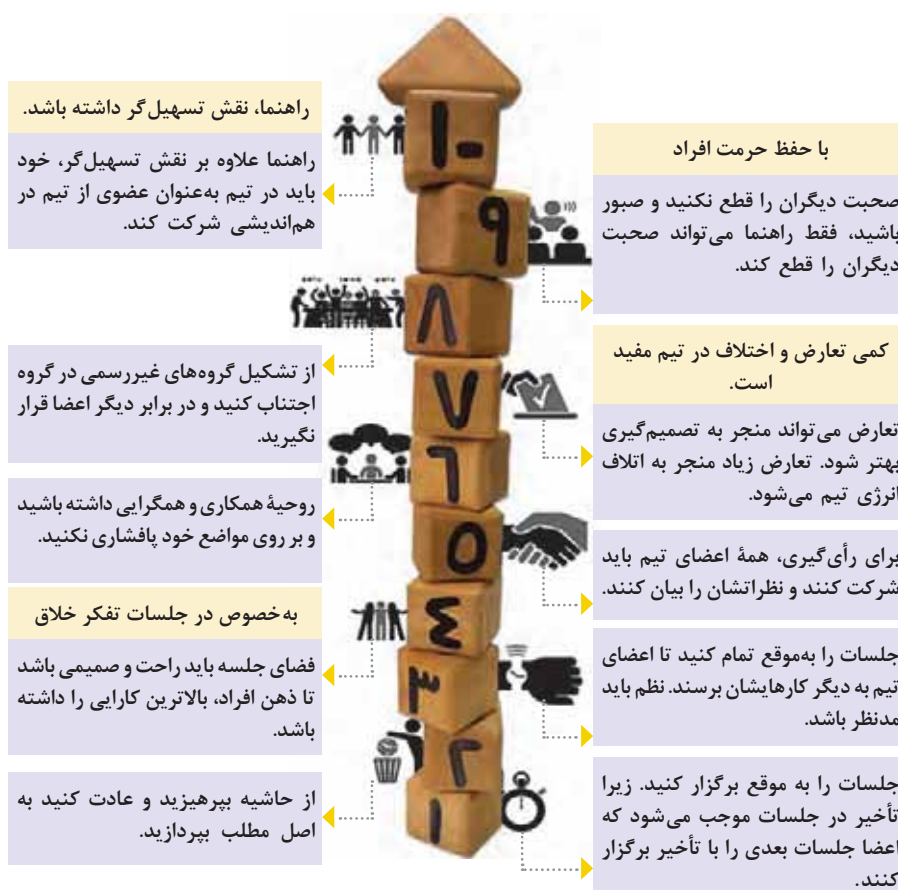 با حفظ حرمت افراد
صحبت دیگران را قطع نکنید و صبور
باشید، فقط راهنما می‌تواند صحبت
دیگران را قطع کند.
کمی تعارض و اختلاف در تیم مفید
است.
تعارض می‌تواند منجر به تصمیم‌گیری
بهتر شود. تعارض زیاد منجر به اتلاف
انرژی تیم می‌شود.
برای رأی‌گیری، همهٔ اعضای تیم باید
شرکت کنند و نظراتشان را بیان کنند.
جلسات را به‌موقع تمام کنید تا اعضای
تیم به دیگر کارهایشان برسند. نظم باید
مدنظر باشد.
جلسات را به موقع برگزار کنید. زیرا
تأخیر در جلسات موجب می‌شود که
اعضا جلسات بعدی را با تأخیر برگزار
کنند.
۱۰
۹
۸
۷
۶
۵
۴
۳
۲
۱
راهنما، نقش تسهیل‌گر داشته باشد.
راهنما علاوه بر نقش تسهیل‌گر، خود
باید در تیم به‌عنوان عضوی از تیم در
هم‌اندیشی شرکت کند.
از تشکیل گروه‌های غیررسمی در گروه
اجتناب کنید و در برابر دیگر اعضا قرار
نگیرید.
روحیهٔ همکاری و همگرایی داشته باشید
و بر روی مواضع خود پافشاری نکنید.
به‌خصوص در جلسات تفکر خلاق
فضای جلسه باید راحت و صمیمی باشد
تا ذهن افراد، بالاترین کارایی را داشته
باشد.
از حاشیه بپرهیزید و عادت کنید به
اصل مطلب بپردازید.